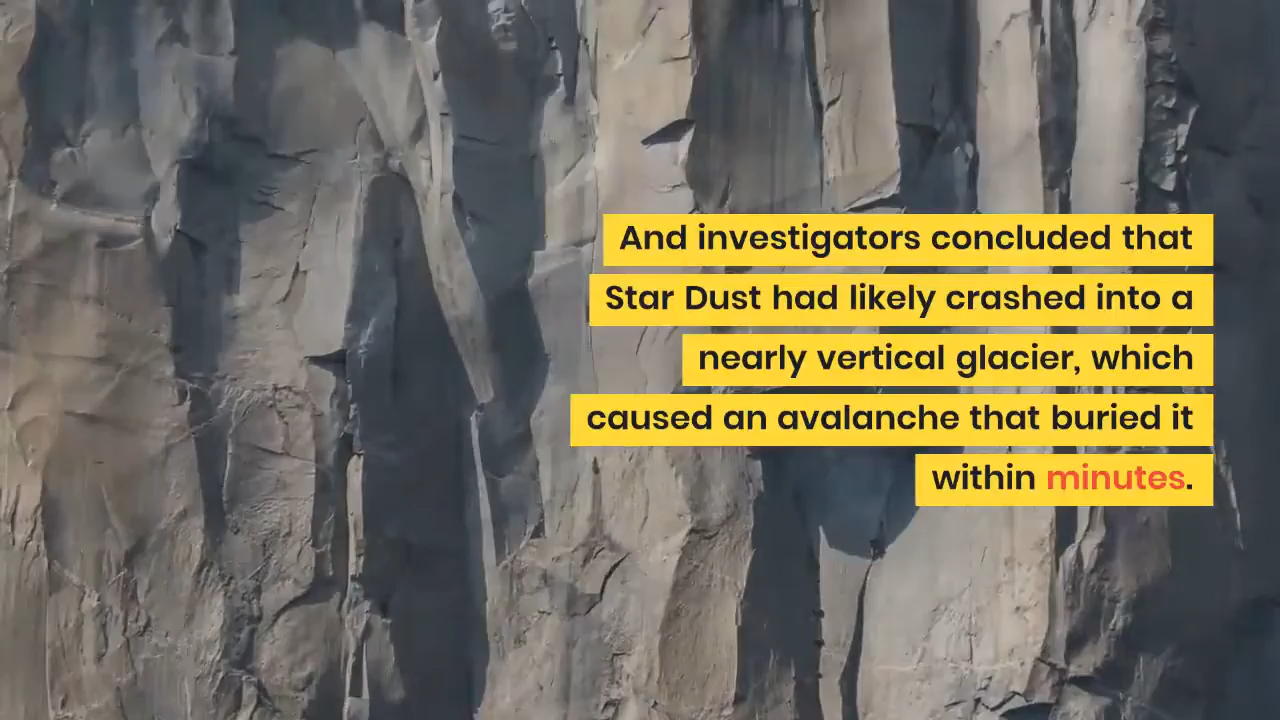 And investigators concluded that
Star Dust had likely crashed into a
nearly vertical glacier, which
caused an avalanche that buried it
within minutes.